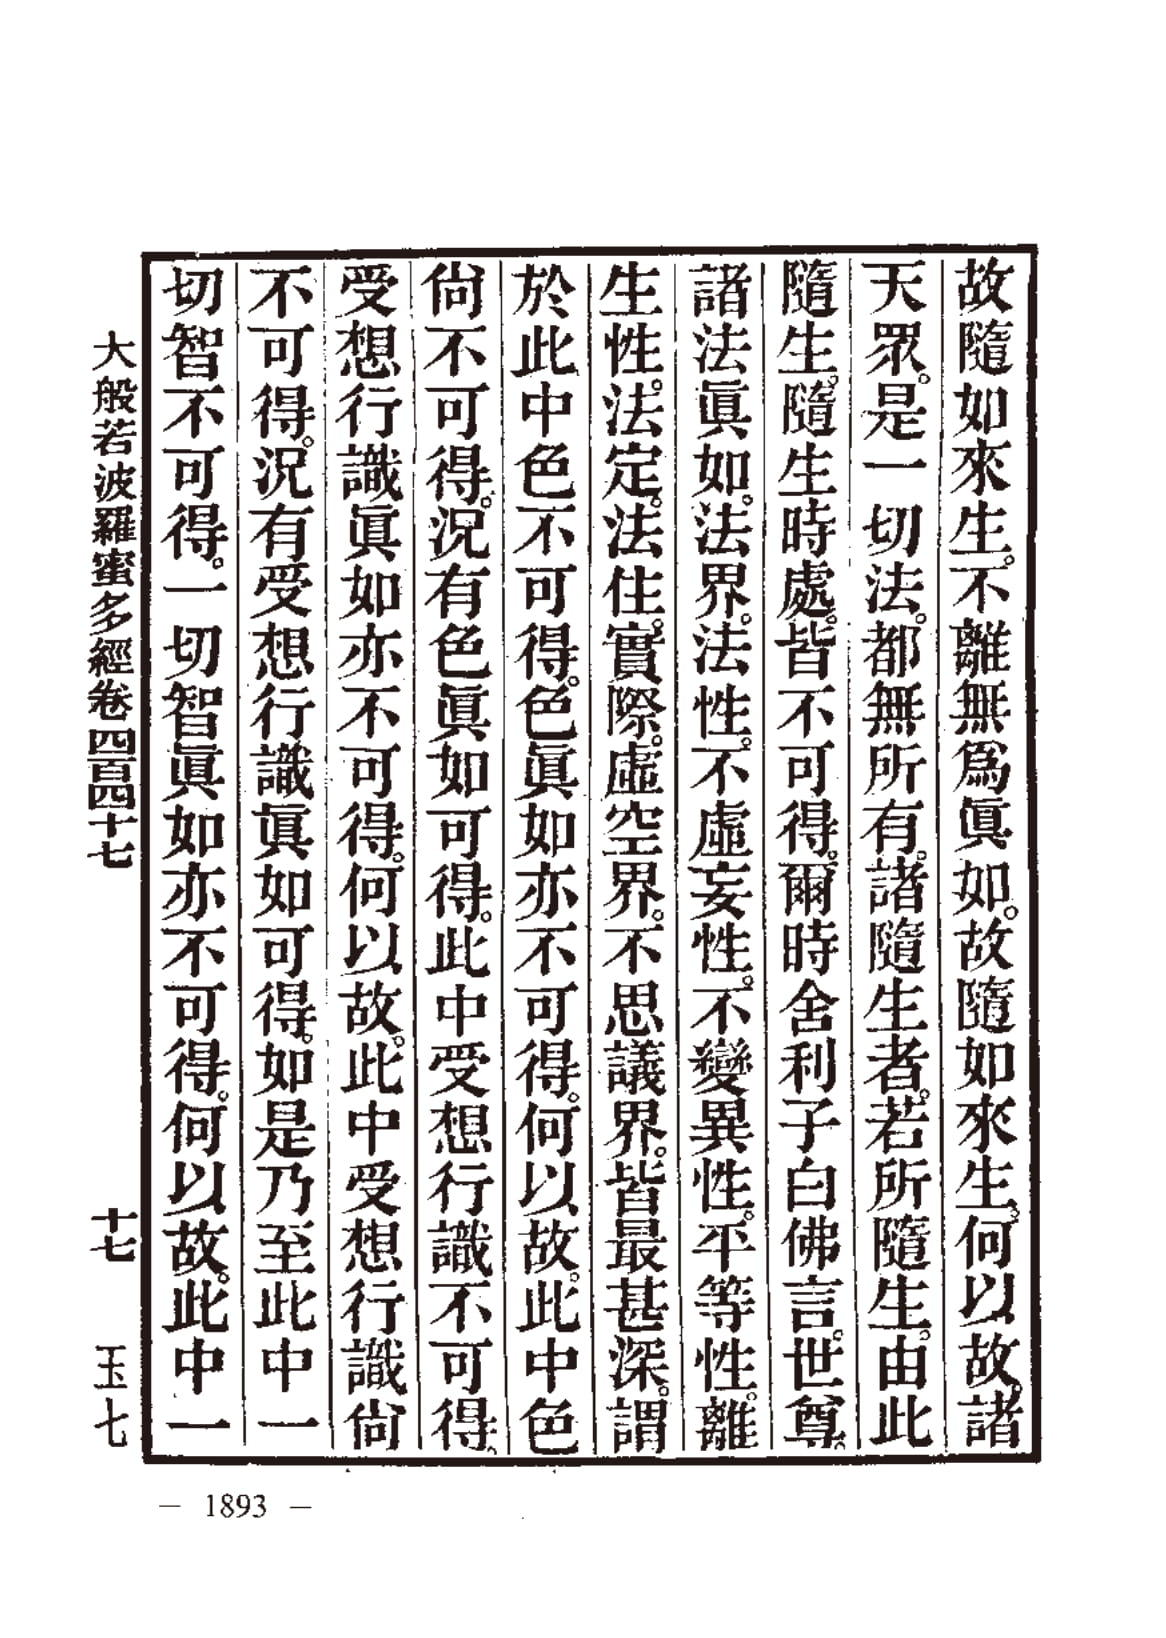 故隨如來生。不離無爲眞如。故隨如來生。何以故。諸
天衆。是一切法。都無所有。諸隨生者。若所隨生。由此
隨生。隨生時處。皆不可得。爾時舍利子白佛言。世尊。
諸法眞如。法界。法性。不虛妄性。不變異性。平等性。離
生性。法定。法住。實際。虛空界。不思議界。皆最甚深。謂
於此中色不可得。色眞如亦不可得。何以故。此中色
尙不可得。況有色眞如可得。此中受想行識不可得。
受想行識眞如亦不可得。何以故。此中受想行識尙
不可得。況有受想行識眞如可得。如是乃至此中一
切智不可得。一切智眞如亦不可得。何以故。此中一
大般若波羅蜜多經卷四百四十七 十七 玉七
— 1893 —